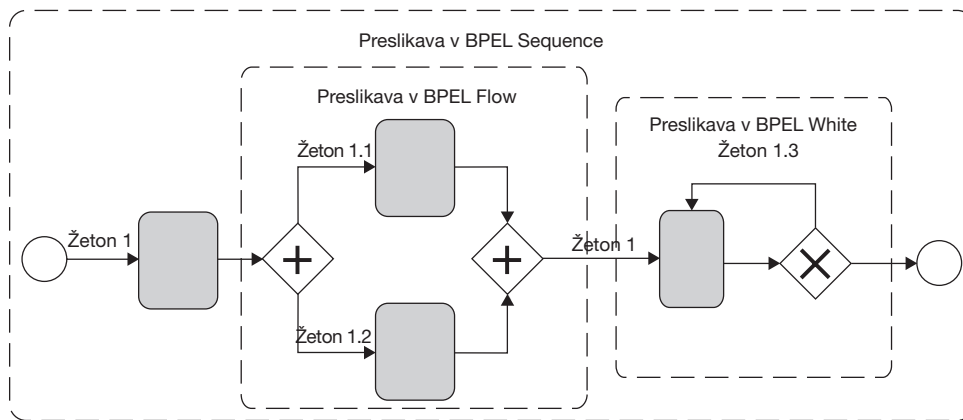 Preslikava v BPEL Sequence
Preslikava v BPEL Flow
Preslikava v BPEL White
Žeton 1.3
Žeton 1.1
Žeton 1
Žeton 1
Žeton 1.2